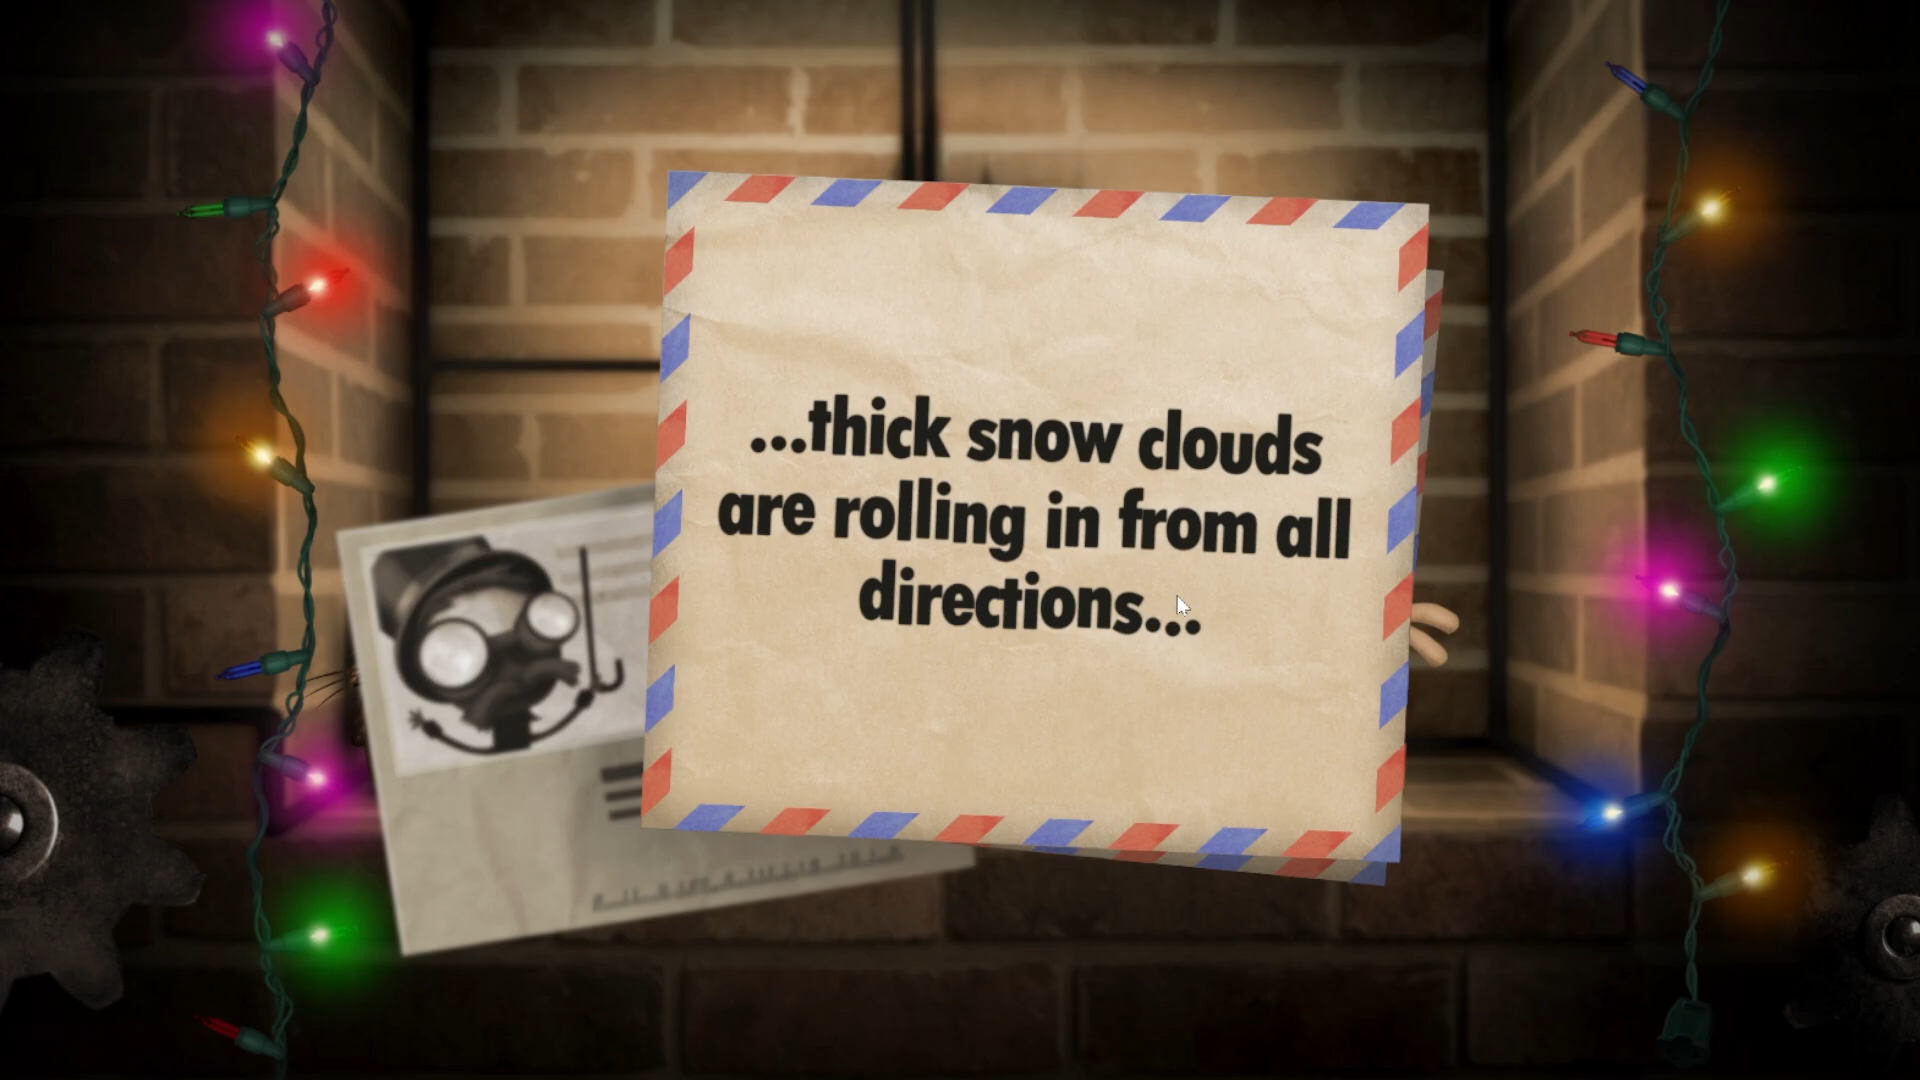 ...thick snow clouds
are rolling in from all
directions...